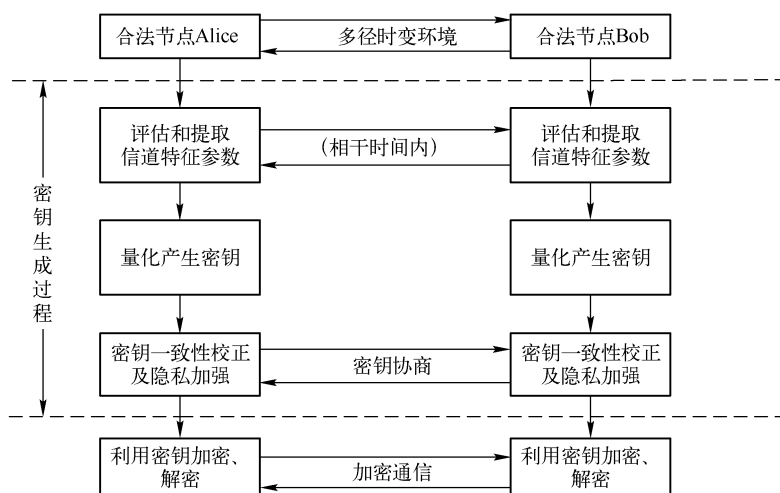 合法节点Alice
多径时变环境
合法节点Bob
评估和提取
信道特征参数
(相干时间内)
评估和提取
信道特征参数
密钥生成过程
量化产生密钥
量化产生密钥
密钥一致性校正
及隐私加强
密钥协商
密钥一致性校正
及隐私加强
利用密钥加密、
解密
加密通信
利用密钥加密、
解密